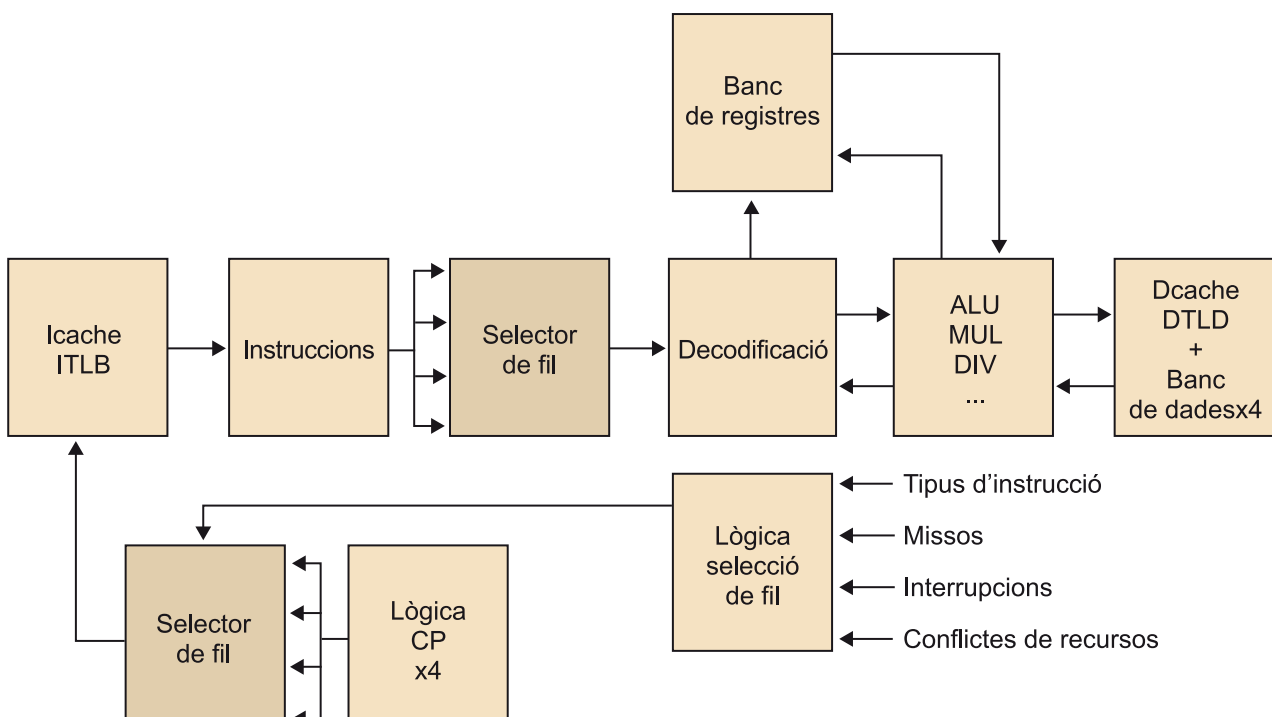 Banc
de registres
Icache
ITLB
Instruccions
Selector
de fil
Decodificació
ALU
MUL
DIV
...
Dcache
DTLD
+
Banc
de dadesx4
Lògica
selecció
de fil
Tipus d’instrucció
Missos
Interrupcions
Conflictes de recursos
Selector
de fil
Lògica
CP
x4